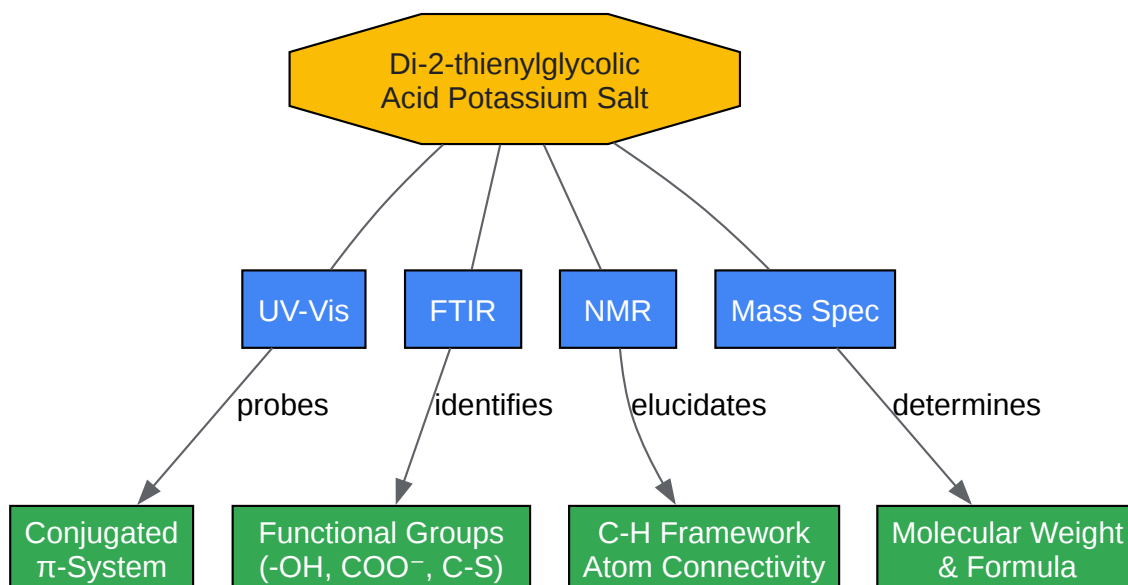 Di-2-thienylglycolic
Acid Potassium Salt
UV-Vis
FTIR
NMR
Mass Spec
probes
identifies
elucidates
determines
Conjugated
π-System
Functional Groups
(-OH, COO⁻, C-S)
C-H Framework
Atom Connectivity
Molecular Weight
& Formula